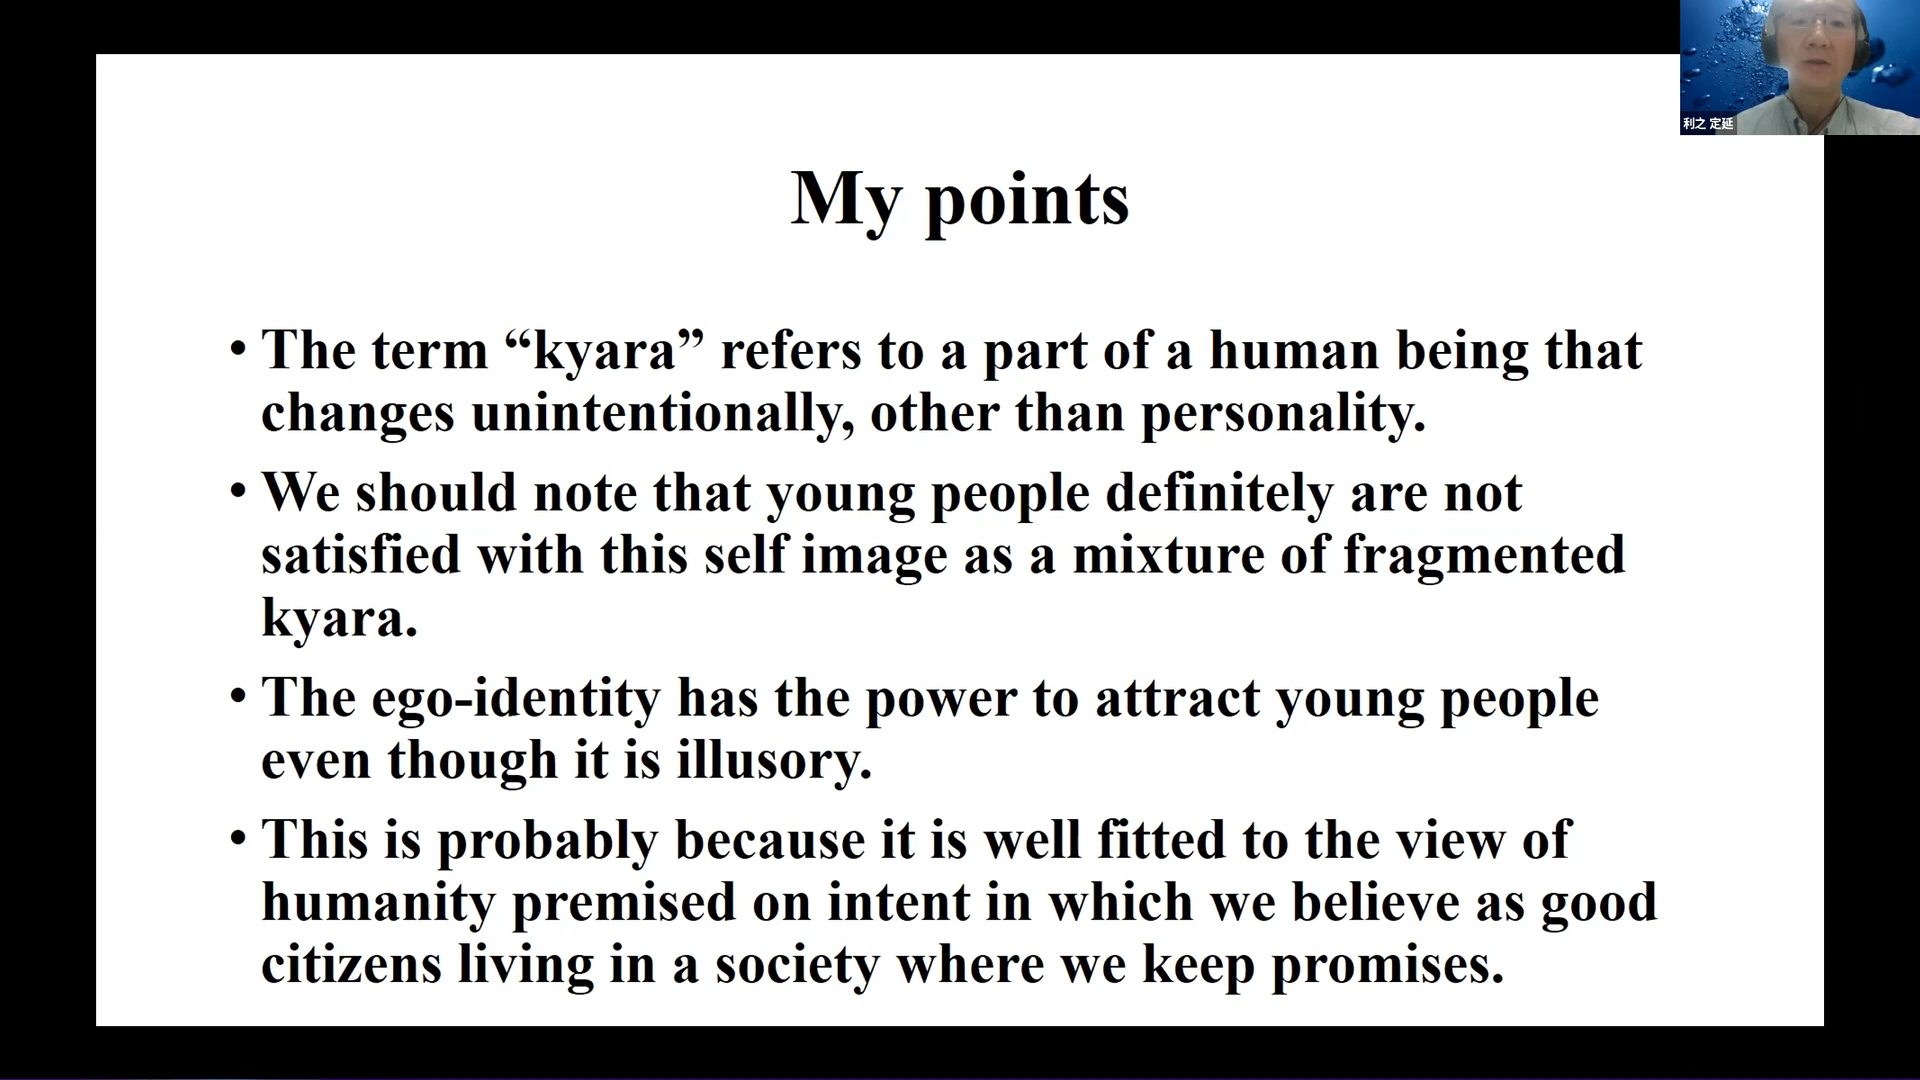 利之 定延
My points
• The term “kyara” refers to a part of a human being that
changes unintentionally, other than personality.
• We should note that young people definitely are not
satisfied with this self image as a mixture of fragmented
kyara.
• The ego-identity has the power to attract young people
even though it is illusory.
• This is probably because it is well fitted to the view of
humanity premised on intent in which we believe as good
citizens living in a society where we keep promises.